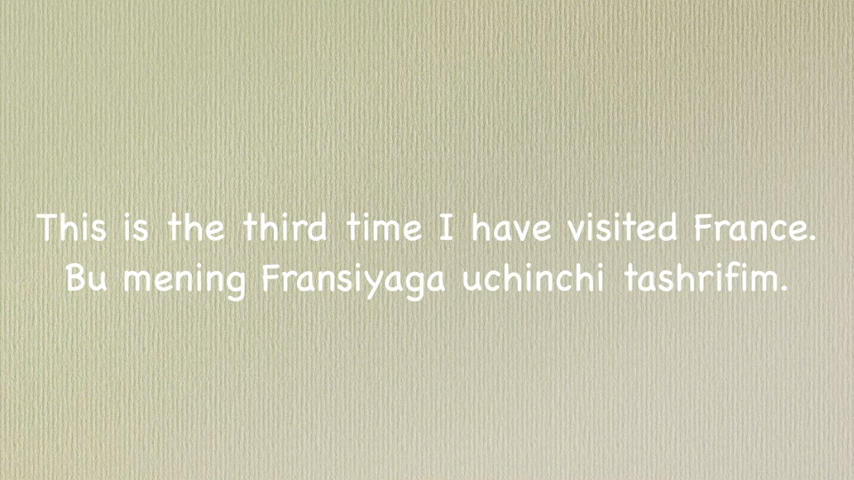 This is the third time I have visited France.
Bu mening Fransiyaga uchinchi tashrifim.